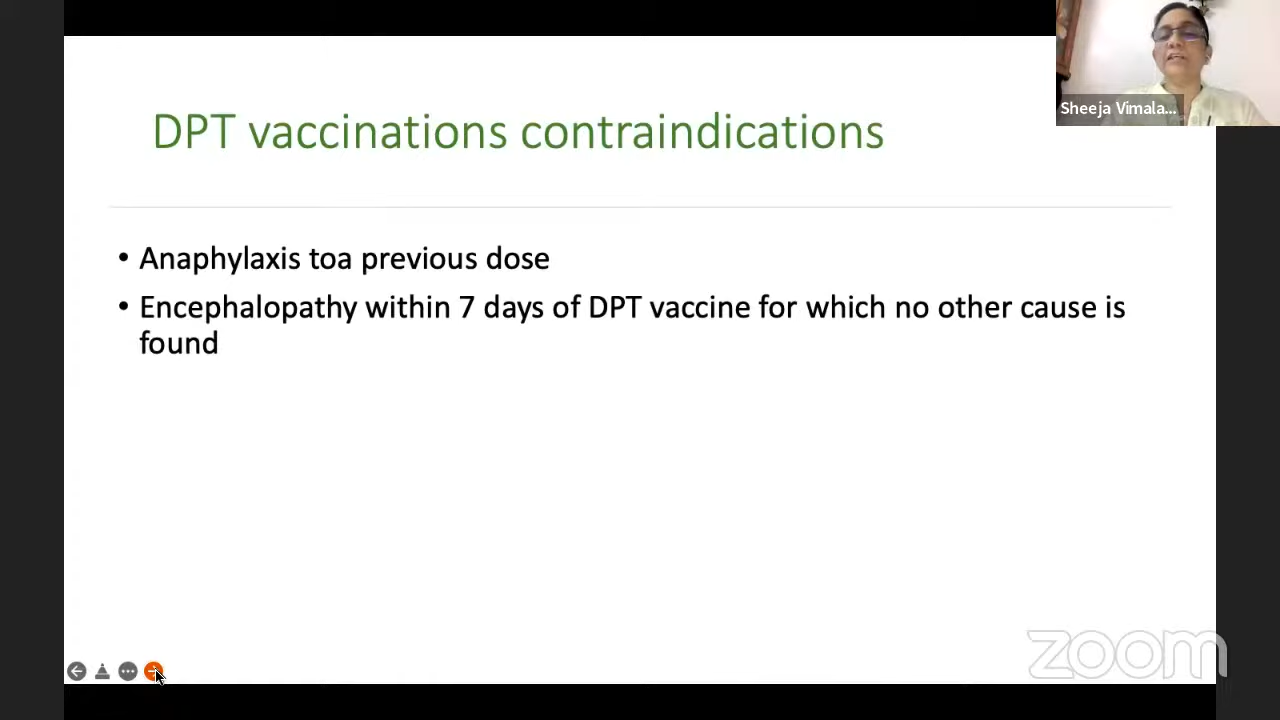 Sheeja Vimala...
DPT vaccinations contraindications
• Anaphylaxis toa previous dose
• Encephalopathy within 7 days of DPT vaccine for which no other cause is
found
zoom